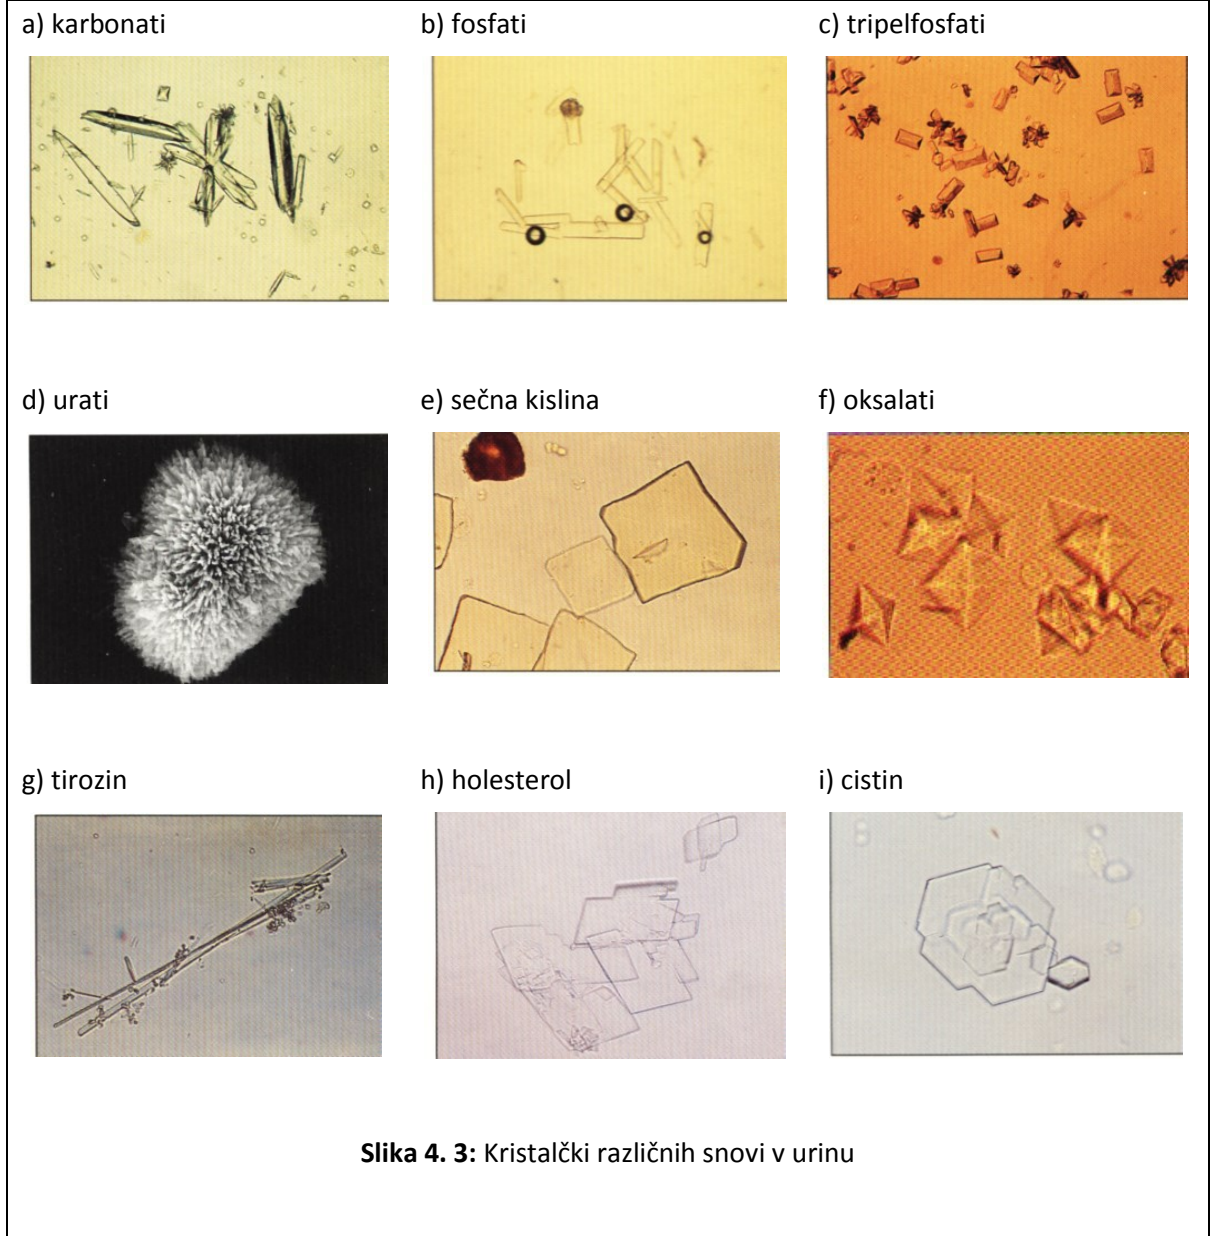 a) karbonati
b) fosfati
c) tripelfosfati
d) urati
e) sečna kislina
f) oksalati
g) tirozin
h) holesterol
i) cistin
Slika 4. 3: Kristalčki različnih snovi v urinu